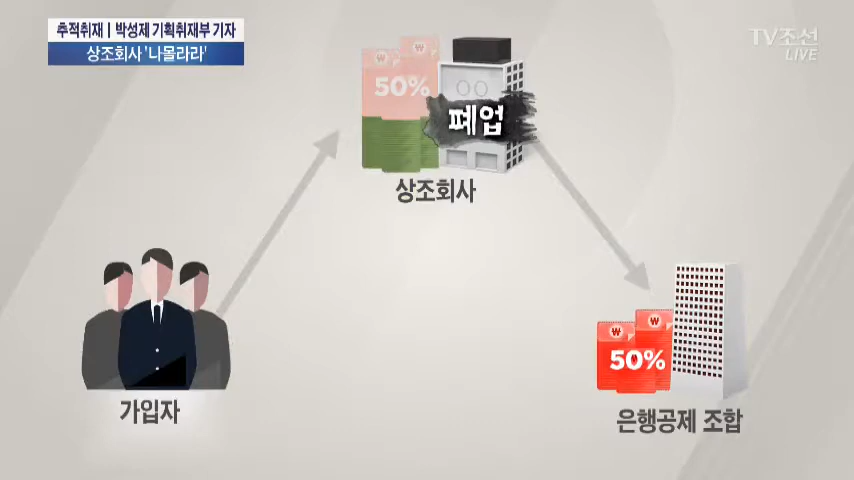 추적취재 | 박성제 기획취재부 기자
상조회사 '나몰라라'
TV조선
LIVE
50%
폐업
상조회사
50%
가입자
은행공제 조합